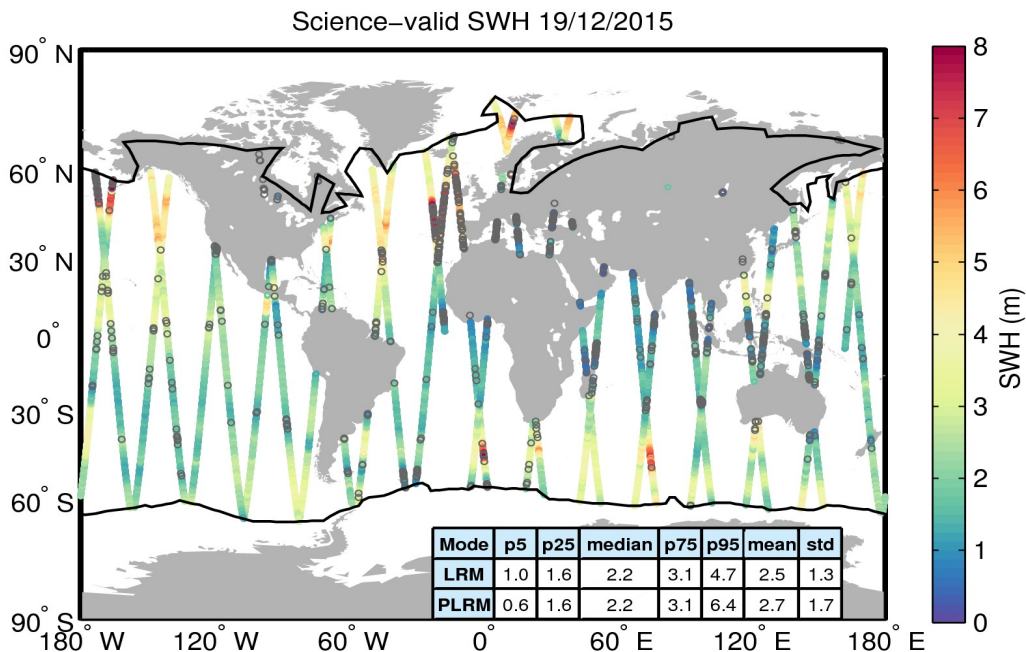 Science−valid SWH 19/12/2015
90° N
60° N
30° N
0°
30° S
60° S
90° S
180° W
120° W
60° W
0°
60° E
120° E
180° E
8
7
6
5
4
3
2
1
0
SWH (m)
Mode p5 p25 median p75 p95 mean std
LRM 1.0 1.6 2.2 3.1 4.7 2.5 1.3
PLRM 0.6 1.6 2.2 3.1 6.4 2.7 1.7